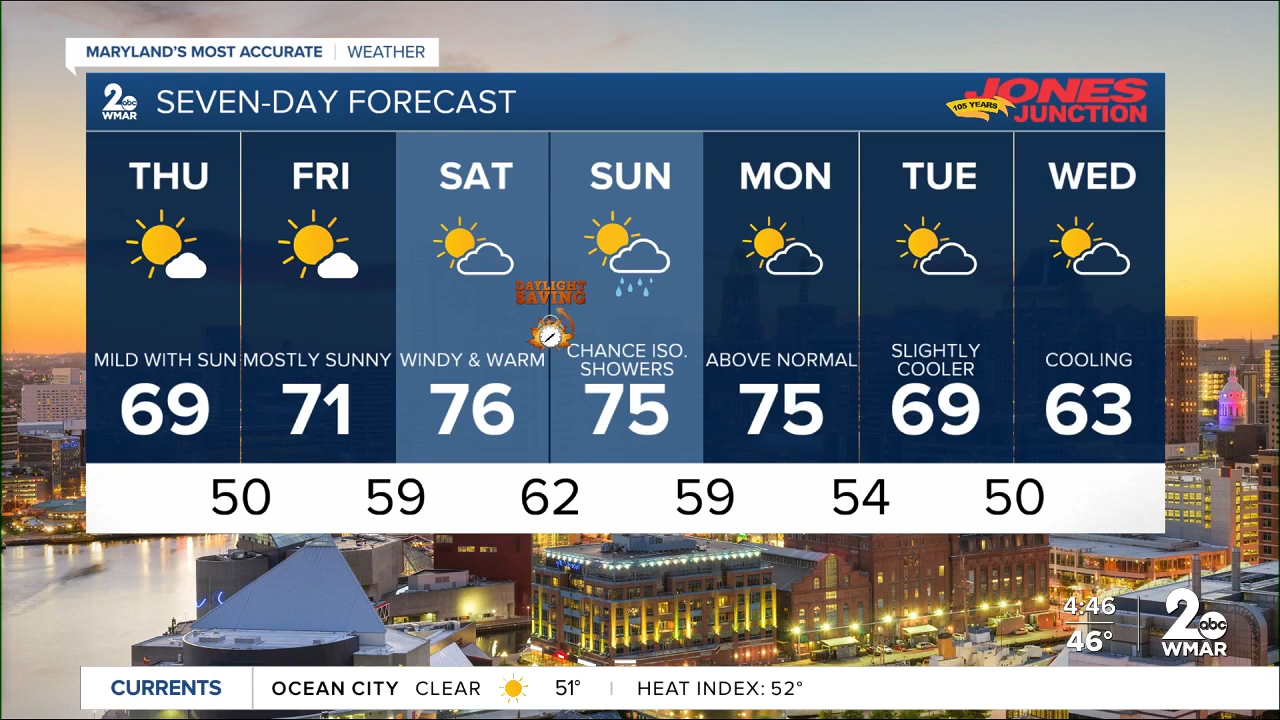 MARYLAND'S MOST ACCURATE | WEATHER
2 abc
WMAR
SEVEN-DAY FORECAST
105 YEARS
JONES
JUNCTION
THU FRI SAT SUN MON TUE WED
DAYLIGHT
SAVING
MILD WITH SUN
69
MOSTLY SUNNY
71
WINDY & WARM
76
CHANCE ISO.
SHOWERS
75
ABOVE NORMAL
75
SLIGHTLY
COOLER
69
COOLING
63
50 59 62 59 54 50
4:46
46°
2 abc
WMAR
CURRENTS
OCEAN CITY CLEAR 51° | HEAT INDEX: 52°